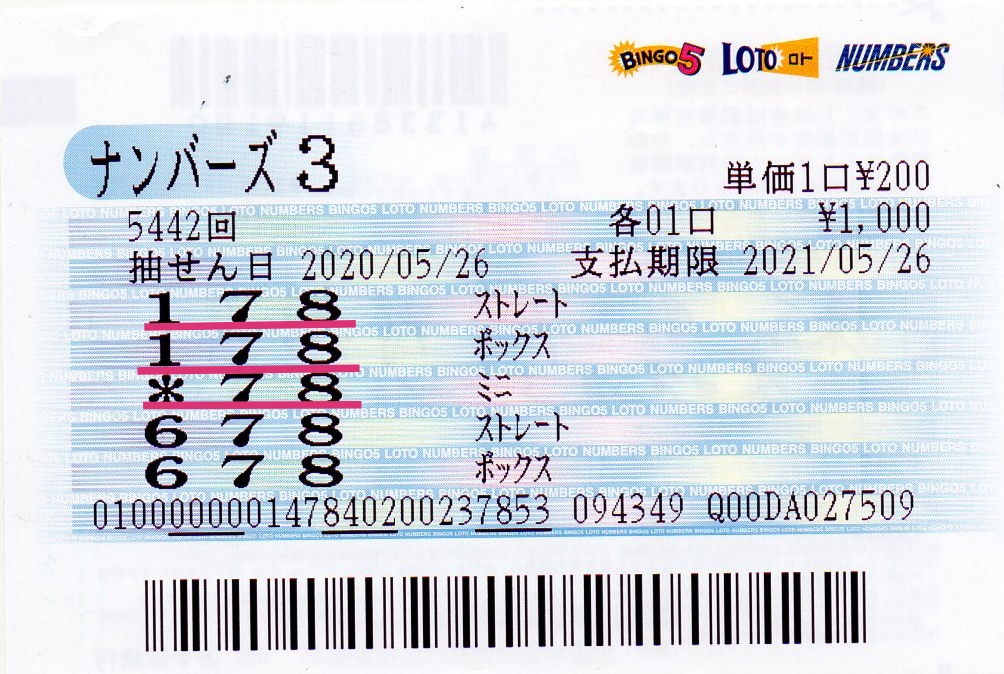 BINGO5 LOTO ロト NUMBERS
ナンバーズ 3
単価1口¥200
5442回 各01口 ¥1,000
抽せん日 2020/05/26 支払期限 2021/05/26
1 7 8 ストレート
1 7 8 ボックス
* 7 8 ミニ
6 7 8 ストレート
6 7 8 ボックス
0100000000147840200237853 094349 Q00DA027509